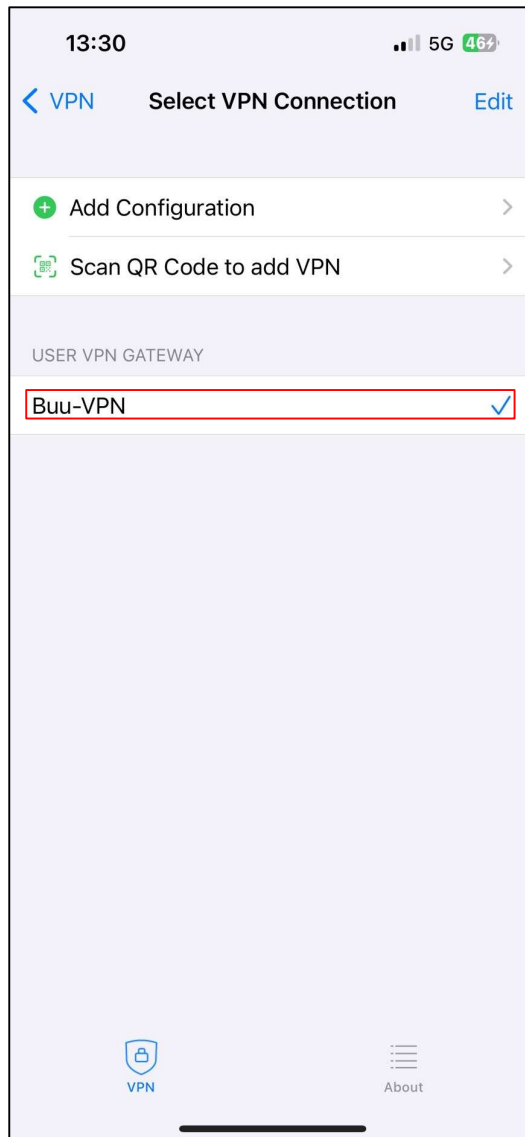 13:30 5G 46
VPN Select VPN Connection Edit
Add Configuration
Scan QR Code to add VPN
USER VPN GATEWAY
Buu-VPN
VPN About